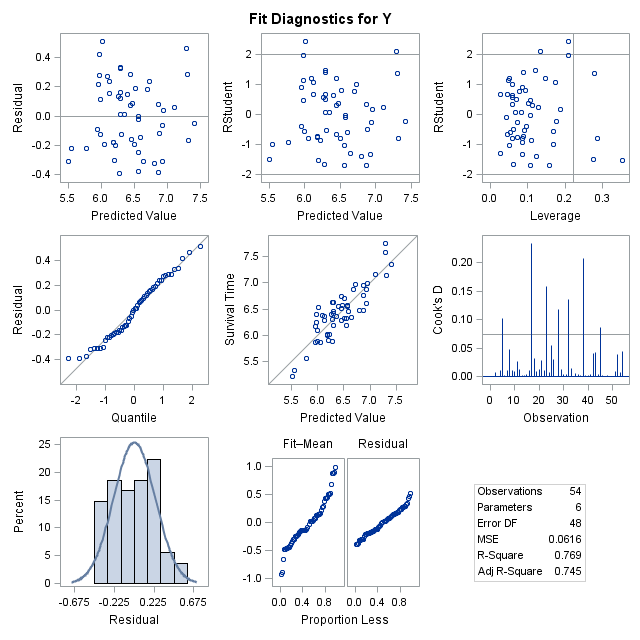 Fit Diagnostics for Y
Residual
0.4
0.2
0.0
-0.2
-0.4
5.5 6.0 6.5 7.0 7.5
Predicted Value
RStudent
2
1
0
-1
-2
5.5 6.0 6.5 7.0 7.5
Predicted Value
RStudent
2
1
0
-1
-2
0.0 0.1 0.2 0.3
Leverage
Residual
0.4
0.2
0.0
-0.2
-0.4
-2 -1 0 1 2
Quantile
Survival Time
7.5
7.0
6.5
6.0
5.5
5.5 6.0 6.5 7.0 7.5
Predicted Value
Cook's D
0.20
0.15
0.10
0.05
0.00
0 10 20 30 40 50
Observation
Percent
25
20
15
10
5
0
-0.675 -0.225 0.225 0.675
Residual
Fit–Mean Residual
1.0
0.5
0.0
-0.5
-1.0
0.0 0.4 0.8 0.0 0.4 0.8
Proportion Less
Observations 54
Parameters 6
Error DF 48
MSE 0.0616
R-Square 0.769
Adj R-Square 0.745